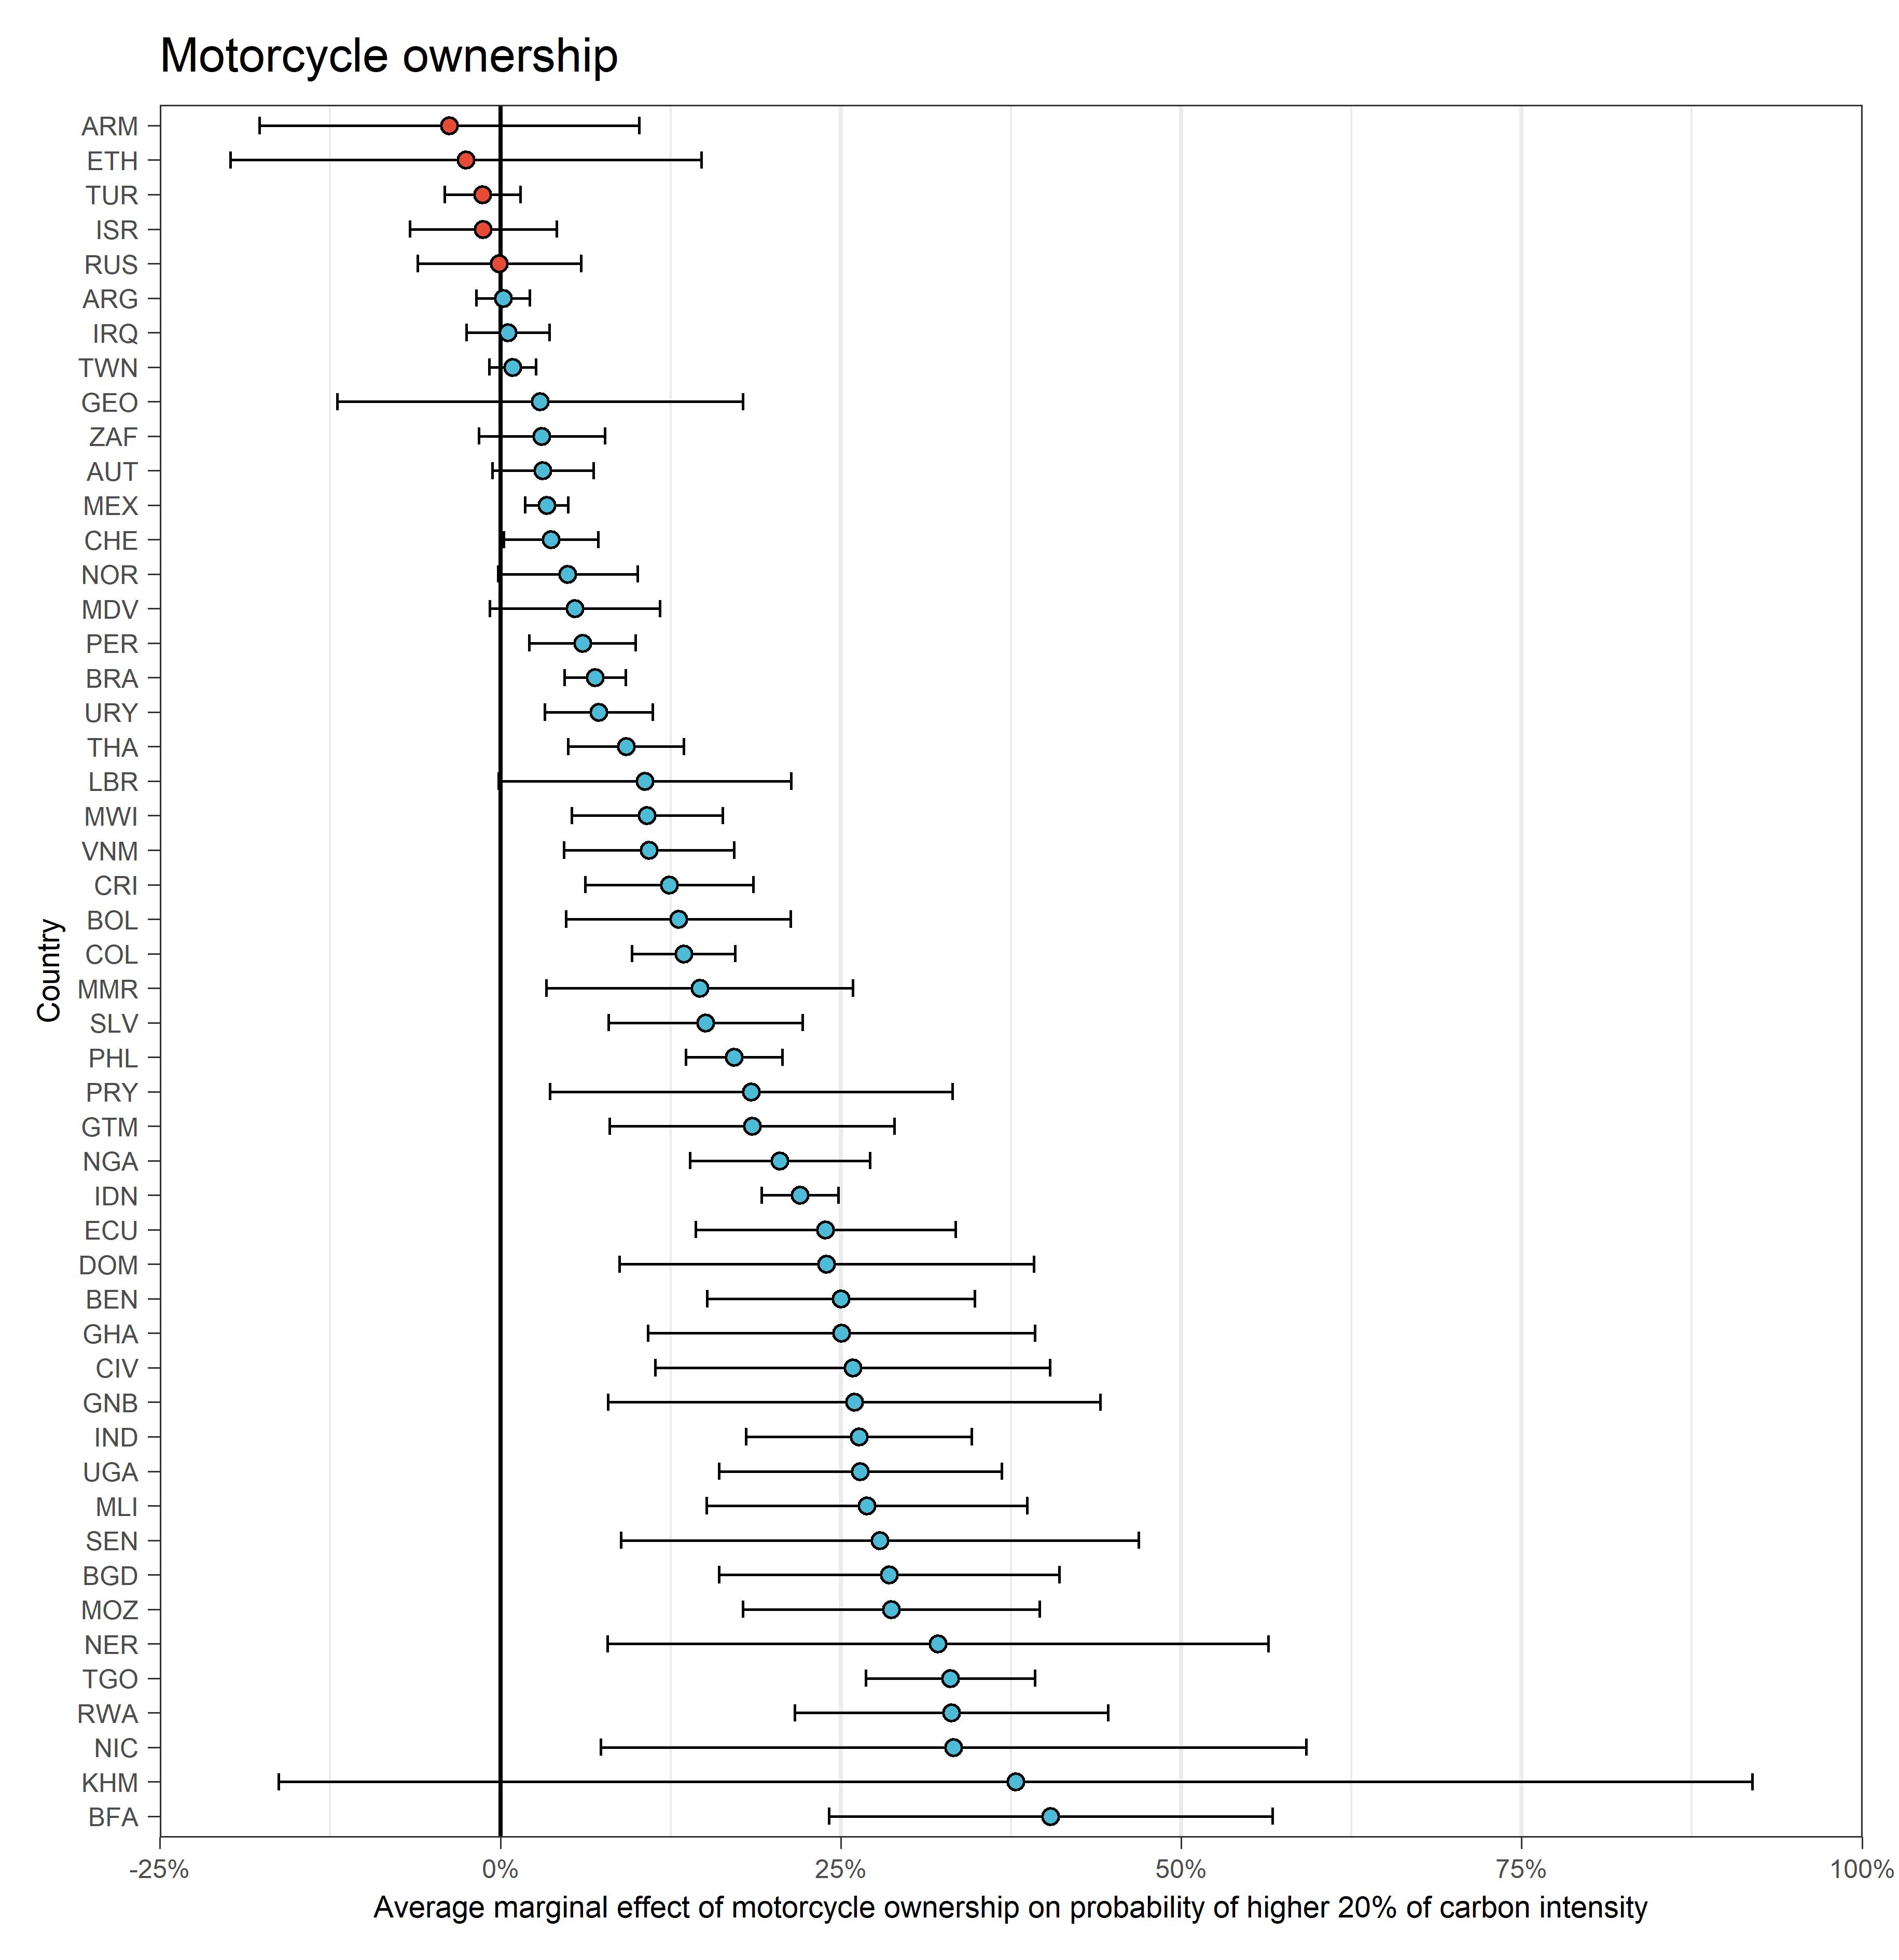 Motorcycle ownership
ARM
ETH
TUR
ISR
RUS
ARG
IRQ
TWN
GEO
ZAF
AUT
MEX
CHE
NOR
MDV
PER
BRA
URY
THA
LBR
MWI
VNM
CRI
BOL
COL
MMR
SLV
PHL
PRY
GTM
NGA
IDN
ECU
DOM
BEN
GHA
CIV
GNB
IND
UGA
MLI
SEN
BGD
MOZ
NER
TGO
RWA
NIC
KHM
BFA
Country
-25% 0% 25% 50% 75% 100%
Average marginal effect of motorcycle ownership on probability of higher 20% of carbon intensity